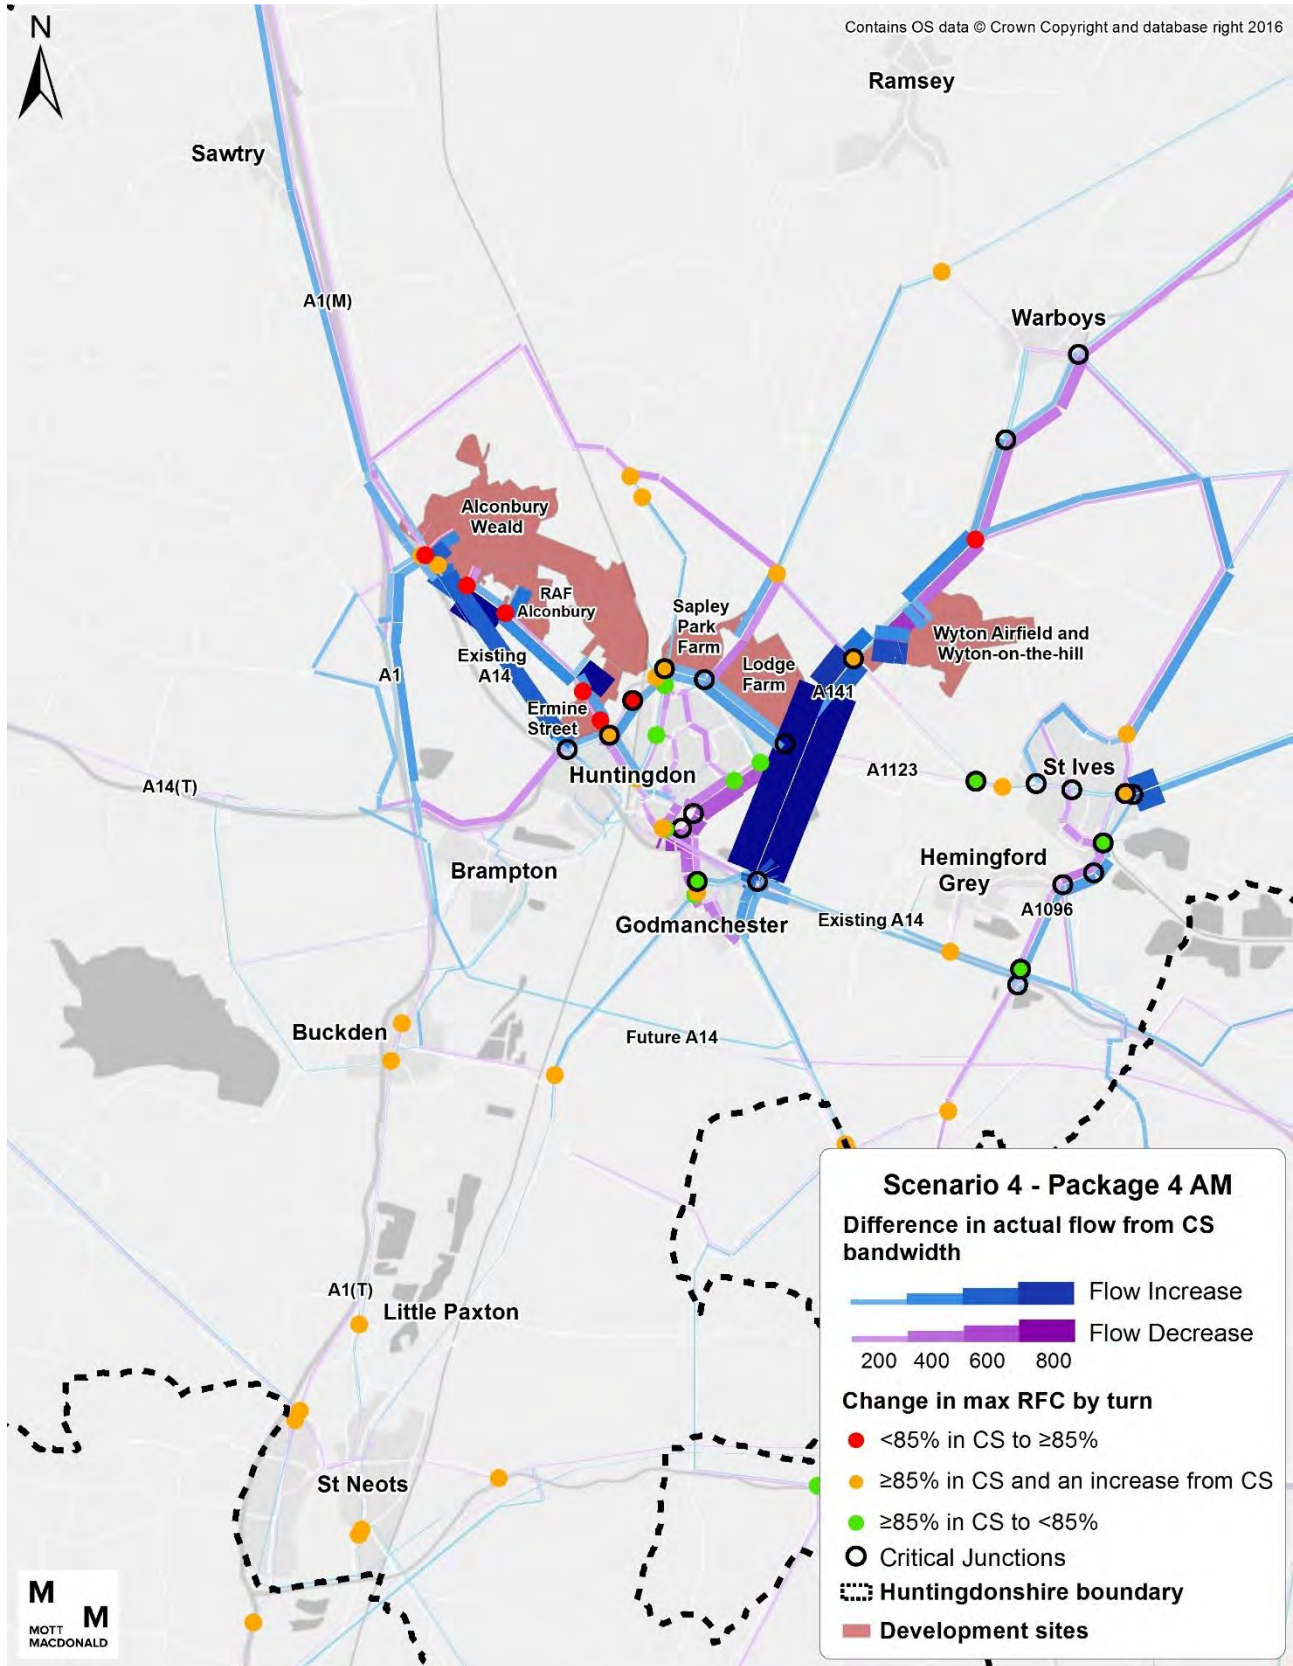 Contains OS data © Crown Copyright and database right 2016
N
Ramsey
Sawtry
A1(M)
Warboys
Alconbury
Weald
RAF
Alconbury
Sapley
Park
Farm
Wyton Airfield and
Wyton-on-the-hill
Existing
A14
Lodge
Farm
A1
A141
Ermine
Street
Huntingdon
A1123
St Ives
A14(T)
Brampton
Hemingford
Grey
A1096
Godmanchester
Existing A14
Buckden
Future A14
A1(T)
Little Paxton
St Neots
Scenario 4 - Package 4 AM
Difference in actual flow from CS
bandwidth
Flow Increase
Flow Decrease
200 400 600 800
Change in max RFC by turn
<85% in CS to ≥85%
≥85% in CS and an increase from CS
≥85% in CS to <85%
Critical Junctions
Huntingdonshire boundary
Development sites
M
M
MOTT
MACDONALD